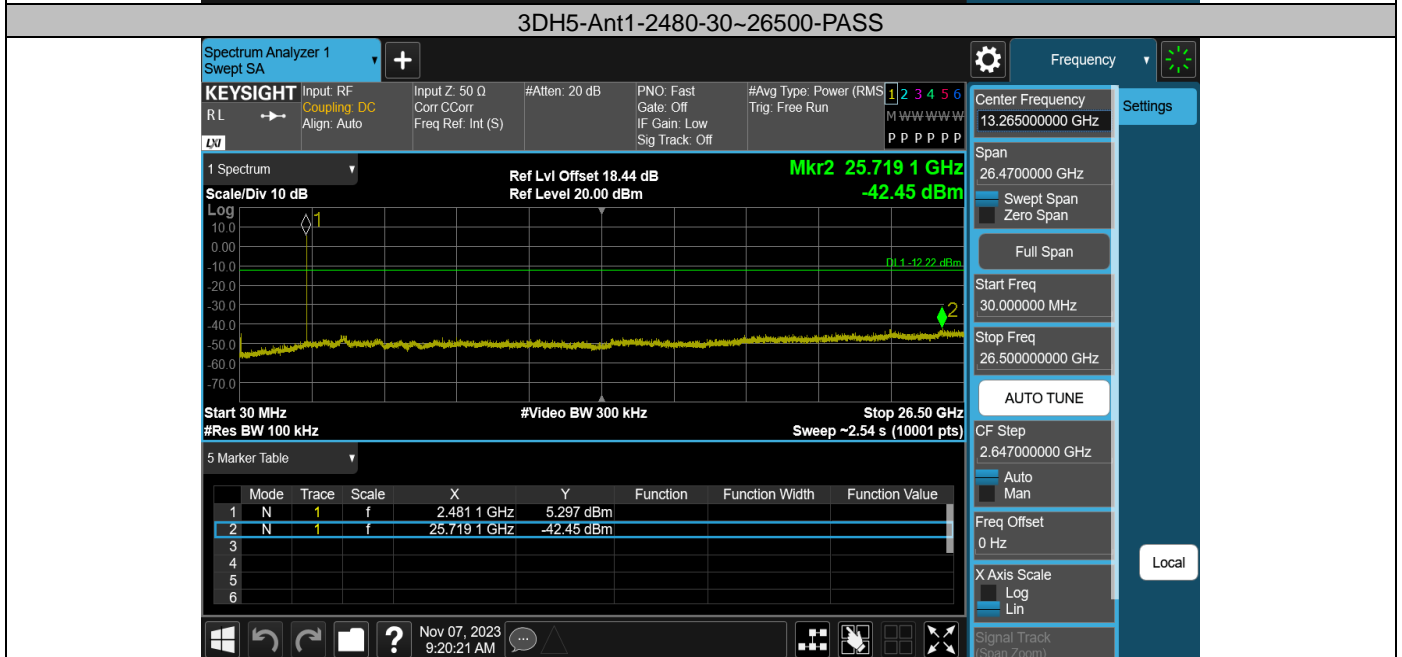 3DH5-Ant1-2480-30~26500-PASS
Spectrum Analyzer 1
Swept SA
Frequency
KEYSIGHT
RL
LXI
Input: RF
Coupling: DC
Align: Auto
Input Z: 50 Ω
Corr CCorr
Freq Ref: Int (S)
#Atten: 20 dB
PNO: Fast
Gate: Off
IF Gain: Low
Sig Track: Off
#Avg Type: Power (RMS
Trig: Free Run
1 2 3 4 5 6
M W W W W W
P P P P P P
Center Frequency
13.265000000 GHz
Settings
1 Spectrum
Ref Lvl Offset 18.44 dB
Mkr2 25.719 1 GHz
Scale/Div 10 dB
Ref Level 20.00 dBm
-42.45 dBm
Log
10.0
0.00
-10.0
-20.0
-30.0
-40.0
-50.0
-60.0
-70.0
1
DL1 -12.22 dBm
2
Start 30 MHz
#Video BW 300 kHz
Stop 26.50 GHz
#Res BW 100 kHz
Sweep ~2.54 s (10001 pts)
Span
26.4700000 GHz
Swept Span
Zero Span
Full Span
Start Freq
30.000000 MHz
Stop Freq
26.500000000 GHz
AUTO TUNE
CF Step
2.647000000 GHz
Auto
Man
Freq Offset
0 Hz
X Axis Scale
Log
Lin
Signal Track
(Span Zoom)
Local
5 Marker Table
Mode Trace Scale X Y Function Function Width Function Value
1 N 1 f 2.481 1 GHz 5.297 dBm
2 N 1 f 25.719 1 GHz -42.45 dBm
3
4
5
6
Nov 07, 2023
9:20:21 AM